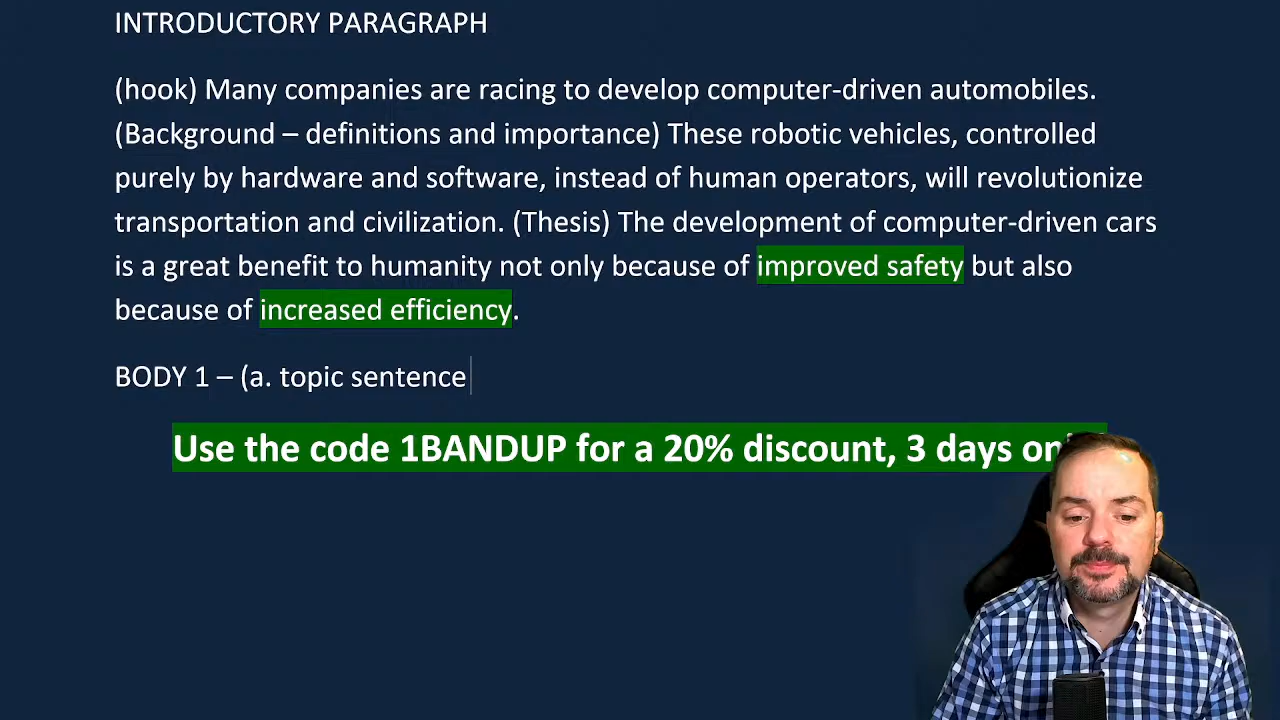 INTRODUCTORY PARAGRAPH
(hook) Many companies are racing to develop computer-driven automobiles.
(Background – definitions and importance) These robotic vehicles, controlled
purely by hardware and software, instead of human operators, will revolutionize
transportation and civilization. (Thesis) The development of computer-driven cars
is a great benefit to humanity not only because of improved safety but also
because of increased efficiency.
BODY 1 – (a. topic sentence
Use the code 1BANDUP for a 20% discount, 3 days